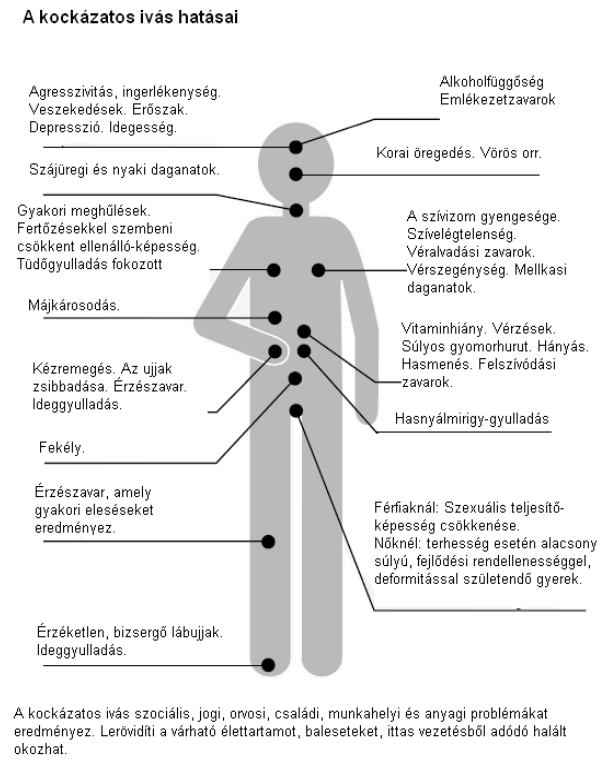 A kockázatos ivás hatásai
Agresszivitás, ingerlékenység.
Veszekedések. Erőszak.
Depresszió. Idegesség.
Alkoholfüggőség
Emlékezetzavarok
Szájüregi és nyaki daganatok.
Korai öregedés. Vörös orr.
Gyakori meghűlések.
Fertőzésekkel szembeni
csökkent ellenálló-képesség.
Tüdőgyulladás fokozott
A szívizom gyengesége.
Szívelégtelenség.
Véralvadási zavarok.
Vérszegénység. Mellkasi
daganatok.
Májkárosodás.
Vitaminhiány. Vérzések.
Súlyos gyomorhurut. Hányás.
Hasmenés. Felszívódási
zavarok.
Kézremegés. Az ujjak
zsibbadása. Érzészavar.
Ideggyulladás.
Hasnyálmirigy-gyulladás
Fekély.
Érzészavar, amely
gyakori eleséseket
eredményez.
Férfiaknál: Szexuális teljesítő-
képesség csökkenése.
Nőknél: terhesség esetén alacsony
súlyú, fejlődési rendellenességgel,
deformitással születendő gyerek.
Érzéketlen, bizsergő lábujjak.
Ideggyulladás.
A kockázatos ivás szociális, jogi, orvosi, családi, munkahelyi és anyagi problémákat
eredményez. Lerövidíti a várható élettartamot, baleseteket, ittas vezetésből adódó halált
okozhat.